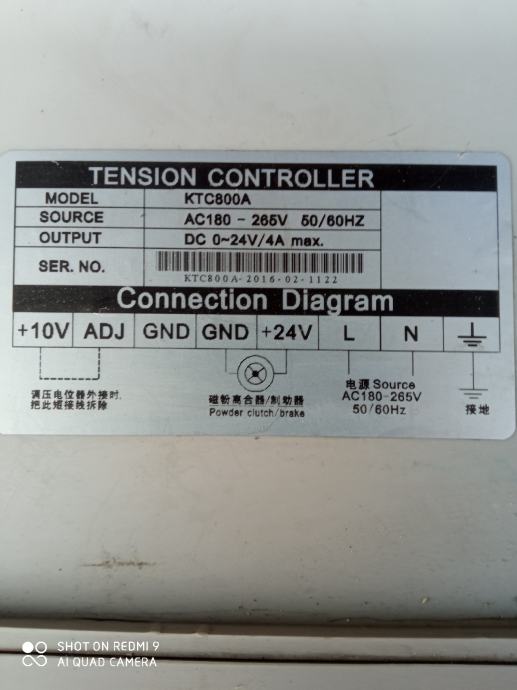 TENSION CONTROLLER
MODEL KTC800A
SOURCE AC180 - 265V 50/60HZ
OUTPUT DC 0~24V/4A max.
SER. NO. KTC800A-2016-02-1122
Connection Diagram
+10V ADJ GND GND +24V L N
调压电位器外接时,
把此短接线拆除
磁粉离合器/制动器
Powder clutch/brake
电源 Source
AC180-265V
50/60Hz
接地
SHOT ON REDMI 9
AI QUAD CAMERA